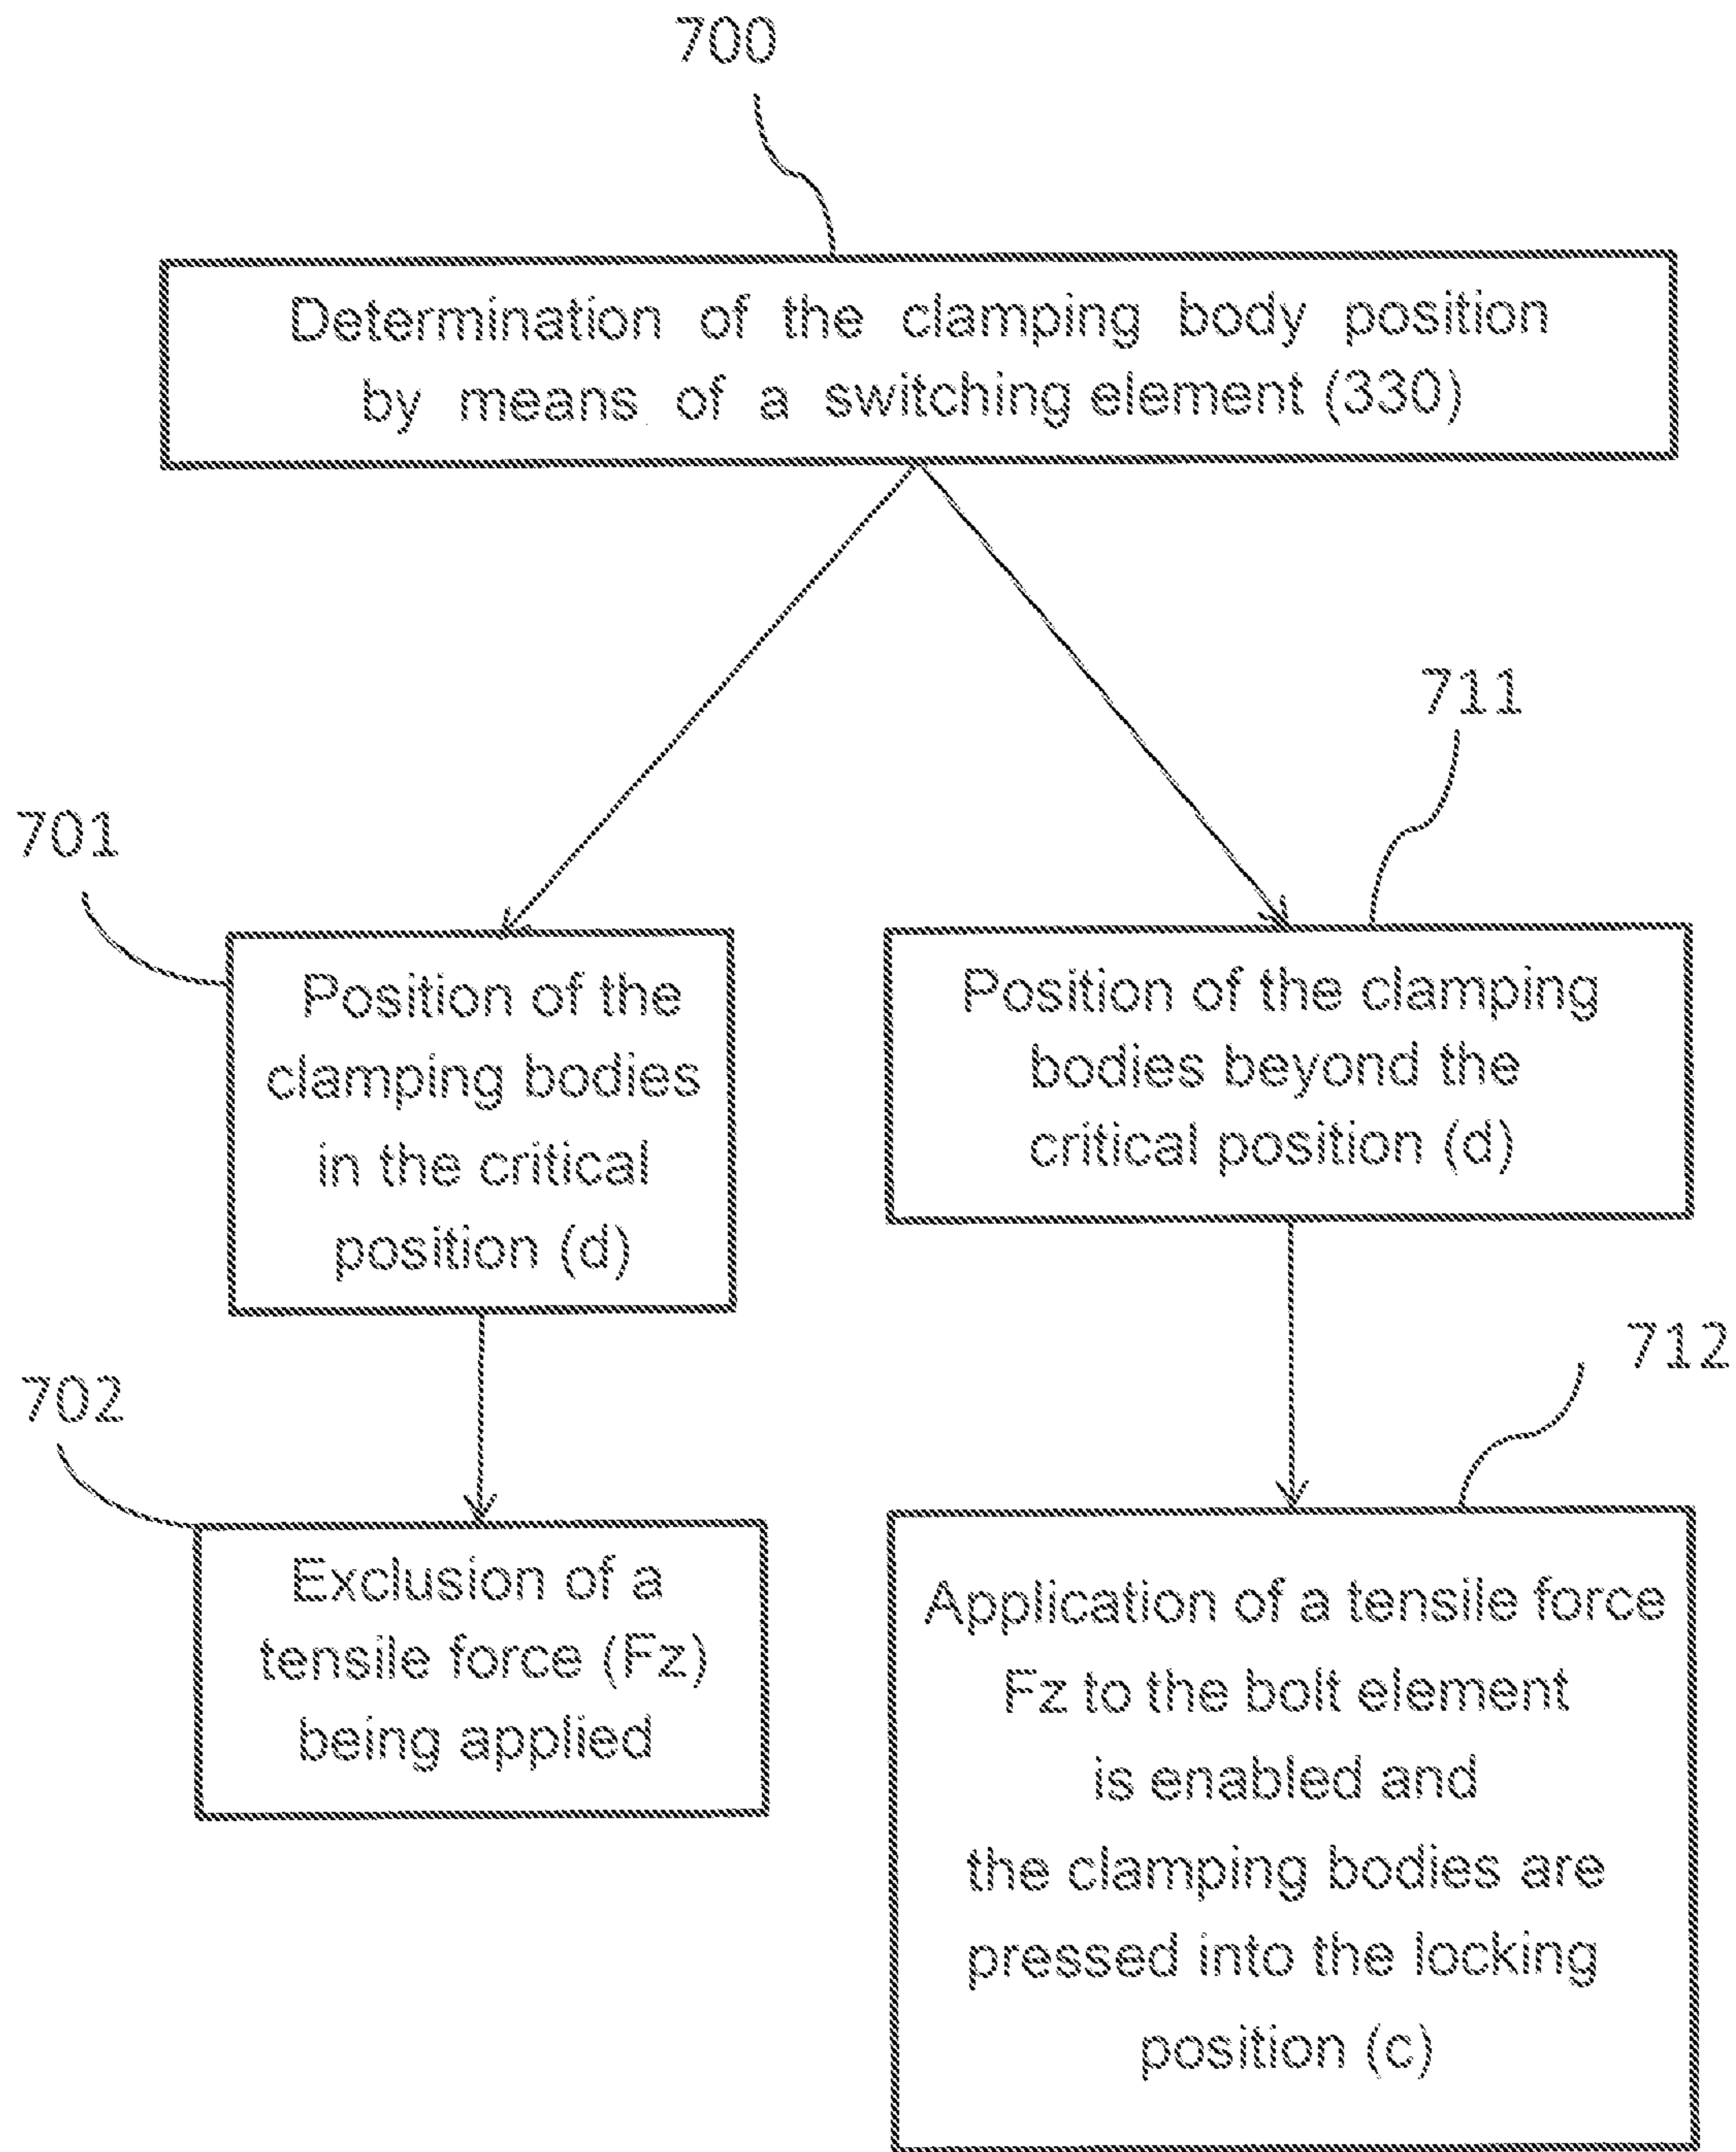 700
Determination of the clamping body position
by means of a switching element (330)
711
701
Position of the
clamping bodies
in the critical
position (d)
Position of the clamping
bodies beyond the
critical position (d)
712
702
Exclusion of a
tensile force (Fz)
being applied
Application of a tensile force
Fz to the bolt element
is enabled and
the clamping bodies are
pressed into the locking
position (c)